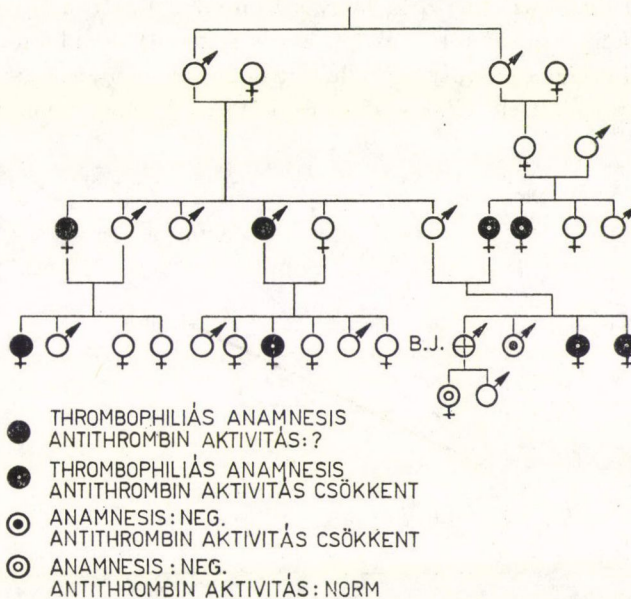 B.J.
THROMBOPHILIÁS ANAMNESIS
ANTITHROMBIN AKTIVITÁS:?
THROMBOPHILIÁS ANAMNESIS
ANTITHROMBIN AKTIVITÁS CSÖKKENT
ANAMNESIS:NEG.
ANTITHROMBIN AKTIVITÁS CSÖKKENT
ANAMNESIS:NEG.
ANTITHROMBIN AKTIVITÁS:NORM